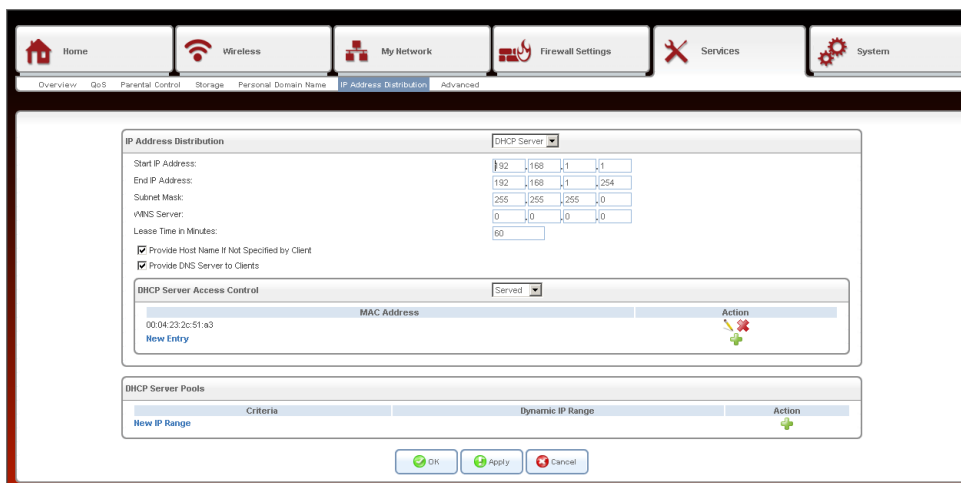 Home Wireless My Network Firewall Settings Services System
Overview QoS Parental Control Storage Personal Domain Name IP Address Distribution Advanced
IP Address Distribution DHCP Server
Start IP Address: 192 .168 .1 .1
End IP Address: 192 .168 .1 .254
Subnet Mask: 255 .255 .255 .0
WINS Server: 0 .0 .0 .0
Lease Time in Minutes: 60
Provide Host Name If Not Specified by Client
Provide DNS Server to Clients
DHCP Server Access Control Served
MAC Address Action
00:04:23:2c:51:a3
New Entry
DHCP Server Pools
Criteria Dynamic IP Range Action
New IP Range
OK Apply Cancel